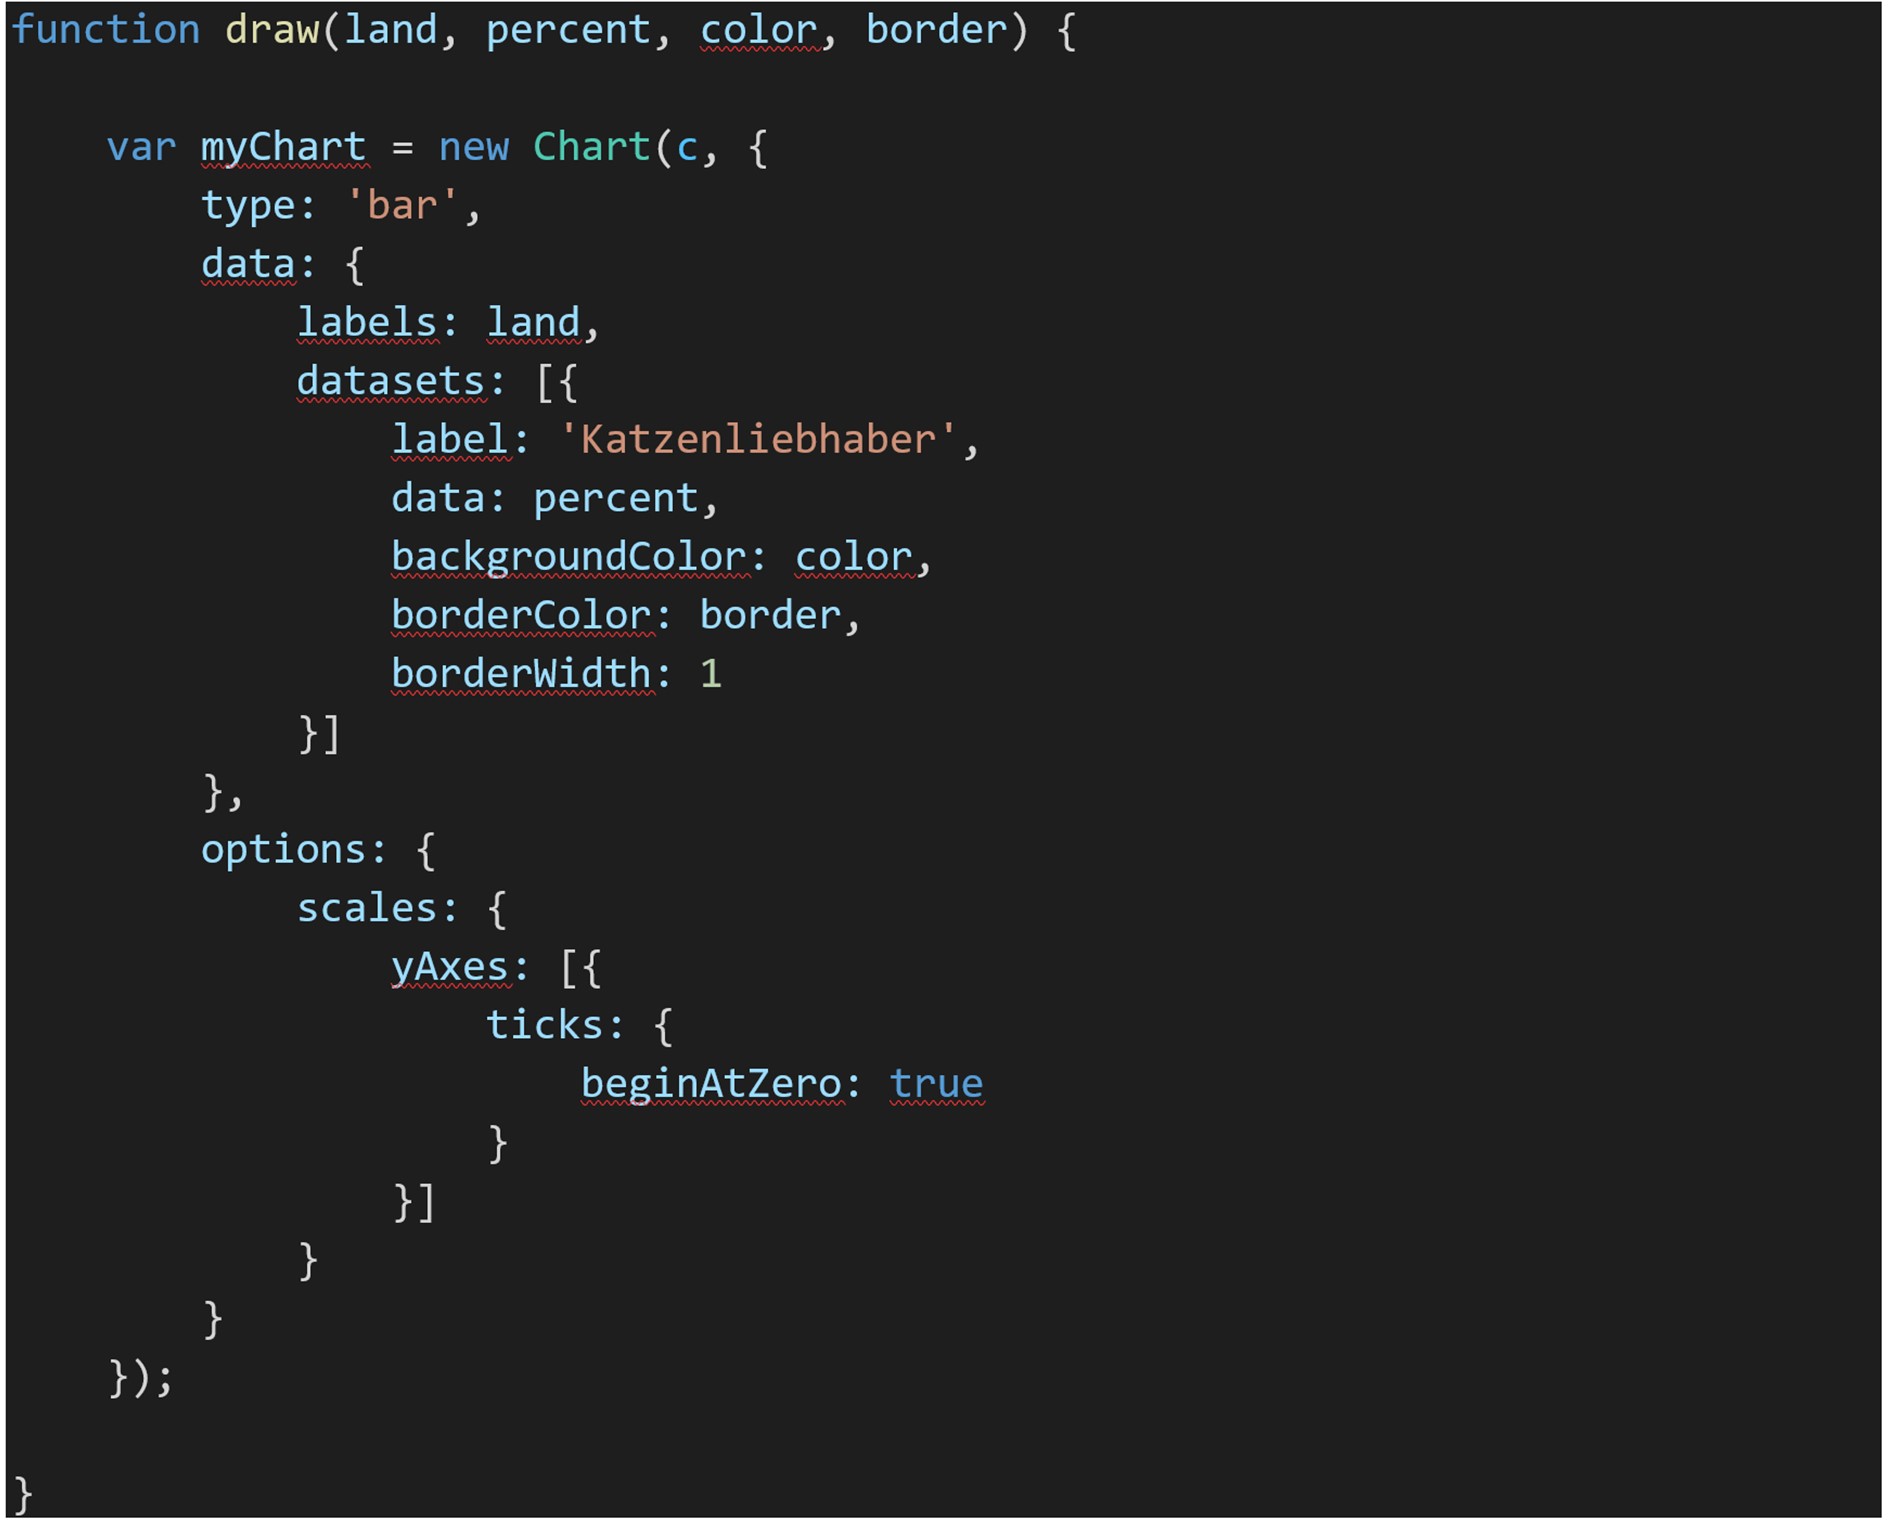 function draw(land, percent, color, border) {
var myChart = new Chart(c, {
type: 'bar',
data: {
labels: land,
datasets: [{
label: 'Katzenliebhaber',
data: percent,
backgroundColor: color,
borderColor: border,
borderWidth: 1
}]
},
options: {
scales: {
yAxes: [{
ticks: {
beginAtZero: true
}
}]
}
}
});
}